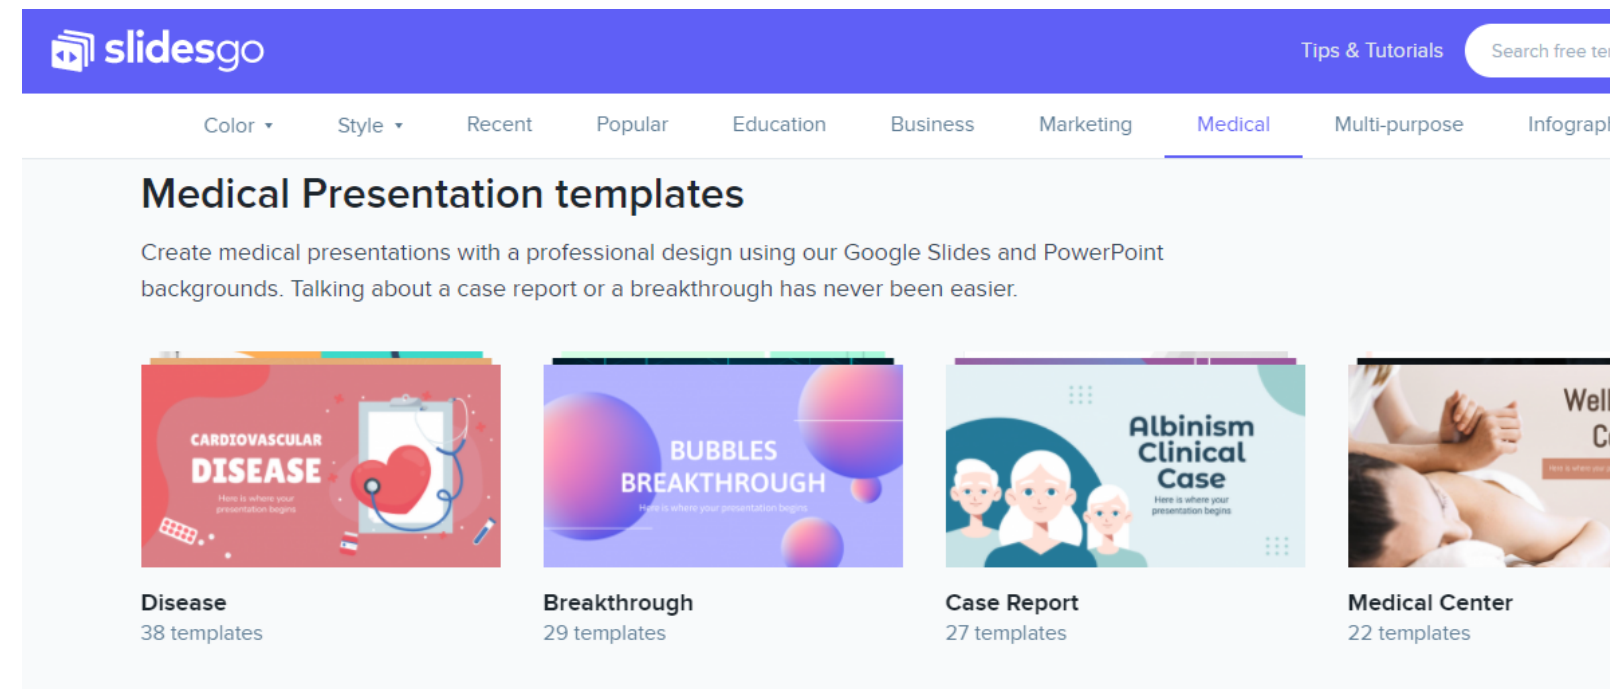 slidesgo
Tips & Tutorials
Search free
Color
Style
Recent
Popular
Education
Business
Marketing
Medical
Multi-purpose
Medical Presentation templates
Create medical presentations with a professional design using our Google Slides and PowerPoint
backgrounds. Talking about a case report or a breakthrough has never been easier.
CARDIOVASCULAR
DISEASE
Here is where your
presentation begins
BUBBLES
BREAKTHROUGH
Here is where your presentation begins
Albinism
Clinical
Case
Here is where your
presentation begins
Disease
38 templates
Breakthrough
29 templates
Case Report
27 templates
Medical Center
22 templates